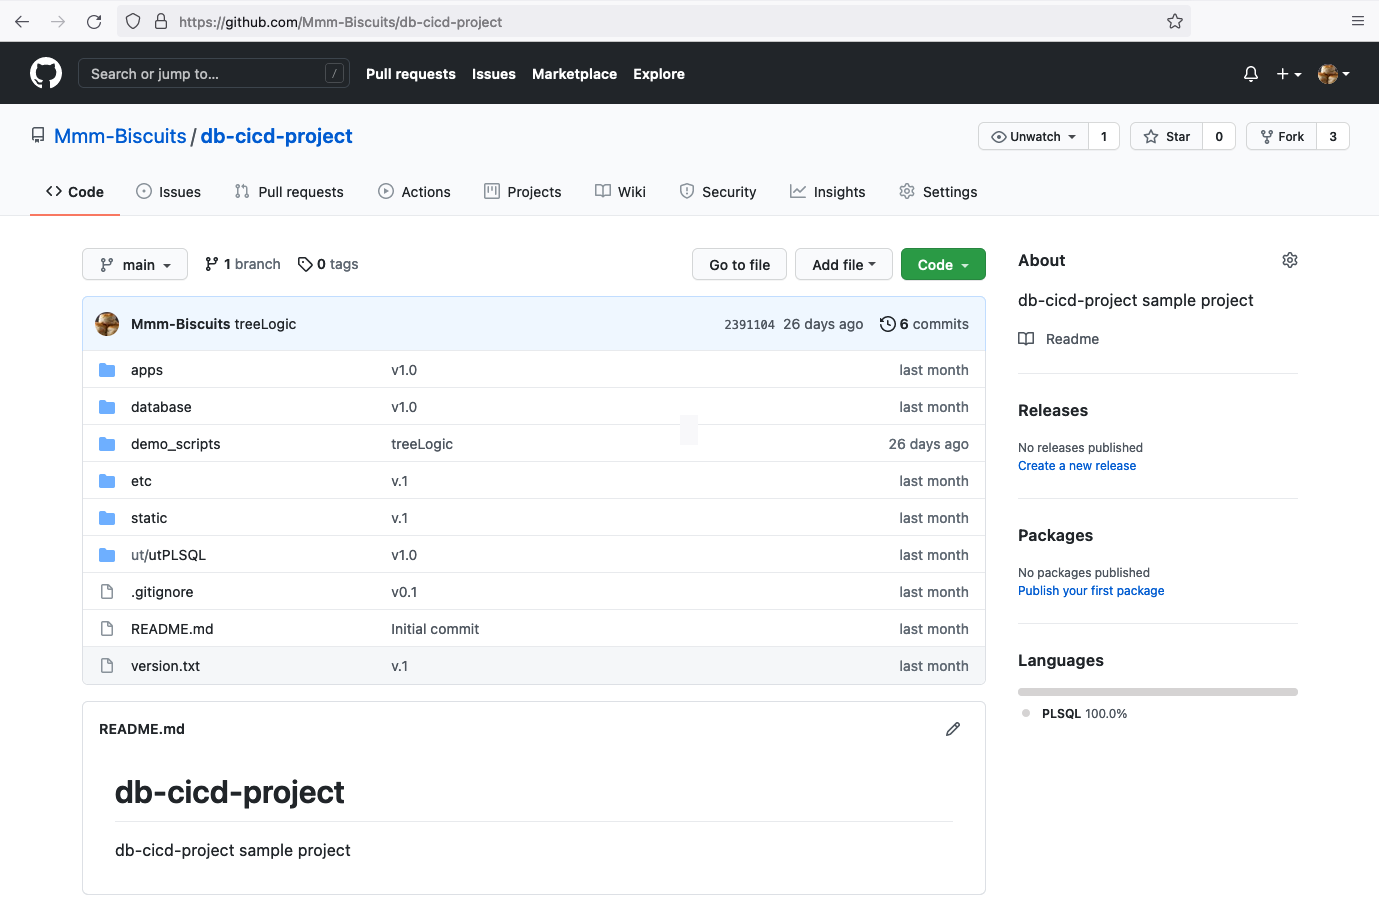 https://github.com/Mmm-Biscuits/db-cicd-project
Search or jump to... / Pull requests Issues Marketplace Explore
Mmm-Biscuits / db-cicd-project Unwatch 1 Star 0 Fork 3
Code Issues Pull requests Actions Projects Wiki Security Insights Settings
main 1 branch 0 tags Go to file Add file Code
Mmm-Biscuits treeLogic 2391104 26 days ago 6 commits
apps v1.0 last month
database v1.0 last month
demo_scripts treeLogic 26 days ago
etc v.1 last month
static v.1 last month
ut/utPLSQL v1.0 last month
.gitignore v0.1 last month
README.md Initial commit last month
version.txt v.1 last month
README.md
db-cicd-project
db-cicd-project sample project
About
db-cicd-project sample project
Readme
Releases
No releases published
Create a new release
Packages
No packages published
Publish your first package
Languages
PLSQL 100.0%